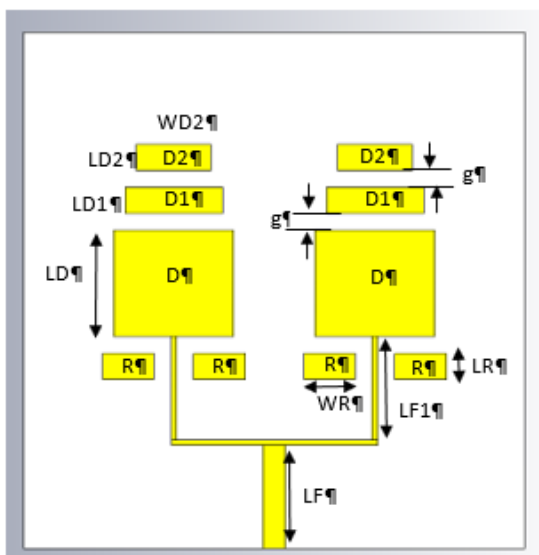 WD2¶
LD2¶ D2¶ D2¶
g¶
LD1¶ D1¶ D1¶
g¶
LD¶ D¶ D¶
R¶ R¶ R¶ R¶ LR¶
WR¶
LF1¶
LF¶